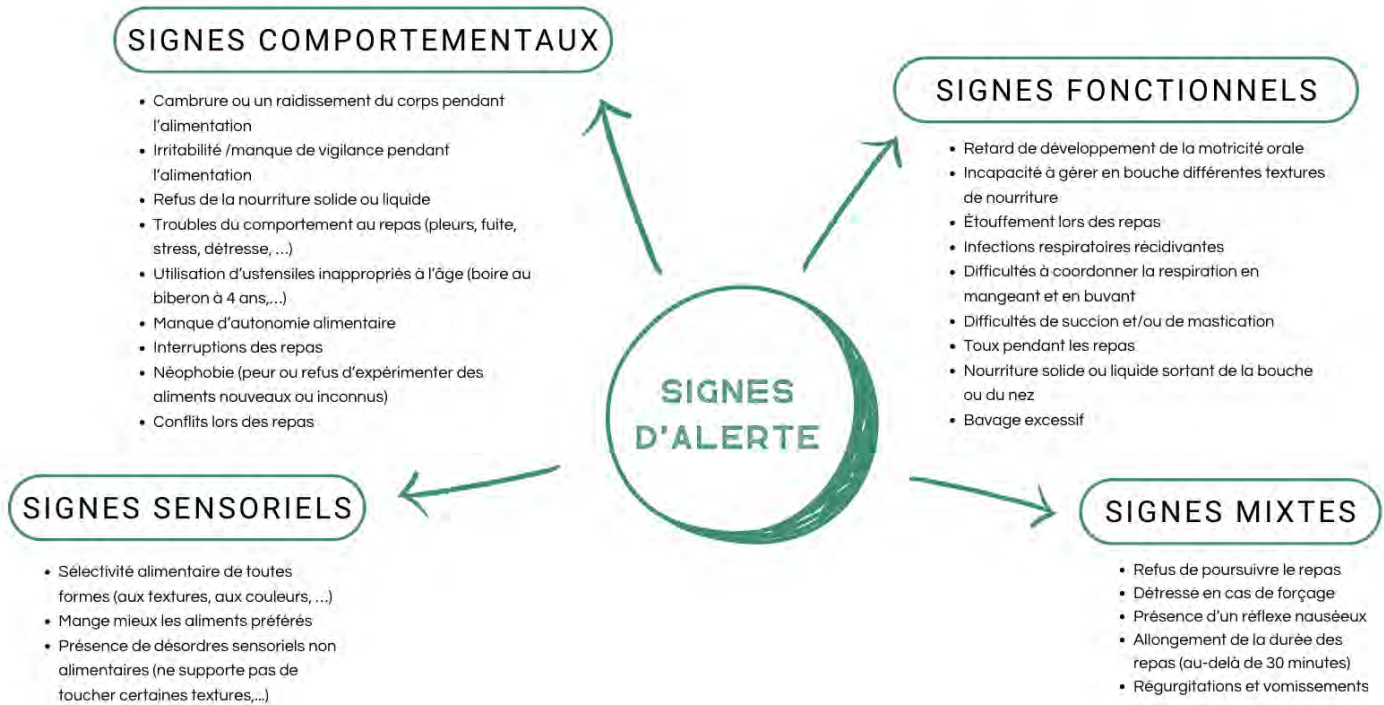 SIGNES COMPORTEMENTAUX
• Cambrure ou un raidissement du corps pendant
l'alimentation
• Irritabilité /manque de vigilance pendant
l'alimentation
• Refus de la nourriture solide ou liquide
• Troubles du comportement au repas (pleurs, fuite,
stress, détresse, ...)
• Utilisation d'ustensiles inappropriés à l'âge (boire au
biberon à 4 ans,...)
• Manque d'autonomie alimentaire
• Interruptions des repas
• Néophobie (peur ou refus d'expérimenter des
aliments nouveaux ou inconnus)
• Conflits lors des repas
SIGNES FONCTIONNELS
• Retard de développement de la motricité orale
• Incapacité à gérer en bouche différentes textures
de nourriture
• Étouffement lors des repas
• Infections respiratoires récidivantes
• Difficultés à coordonner la respiration en
mangeant et en buvant
• Difficultés de succion et/ou de mastication
• Toux pendant les repas
• Nourriture solide ou liquide sortant de la bouche
ou du nez
• Bavage excessif
SIGNES
D'ALERTE
SIGNES SENSORIELS
• Sélectivité alimentaire de toutes
formes (aux textures, aux couleurs, ...)
• Mange mieux les aliments préférés
• Présence de désordres sensoriels non
alimentaires (ne supporte pas de
toucher certaines textures,...)
SIGNES MIXTES
• Refus de poursuivre le repas
• Détresse en cas de forçage
• Présence d'un réflexe nauséeux
• Allongement de la durée des
repas (au-delà de 30 minutes)
• Régurgitations et vomissements